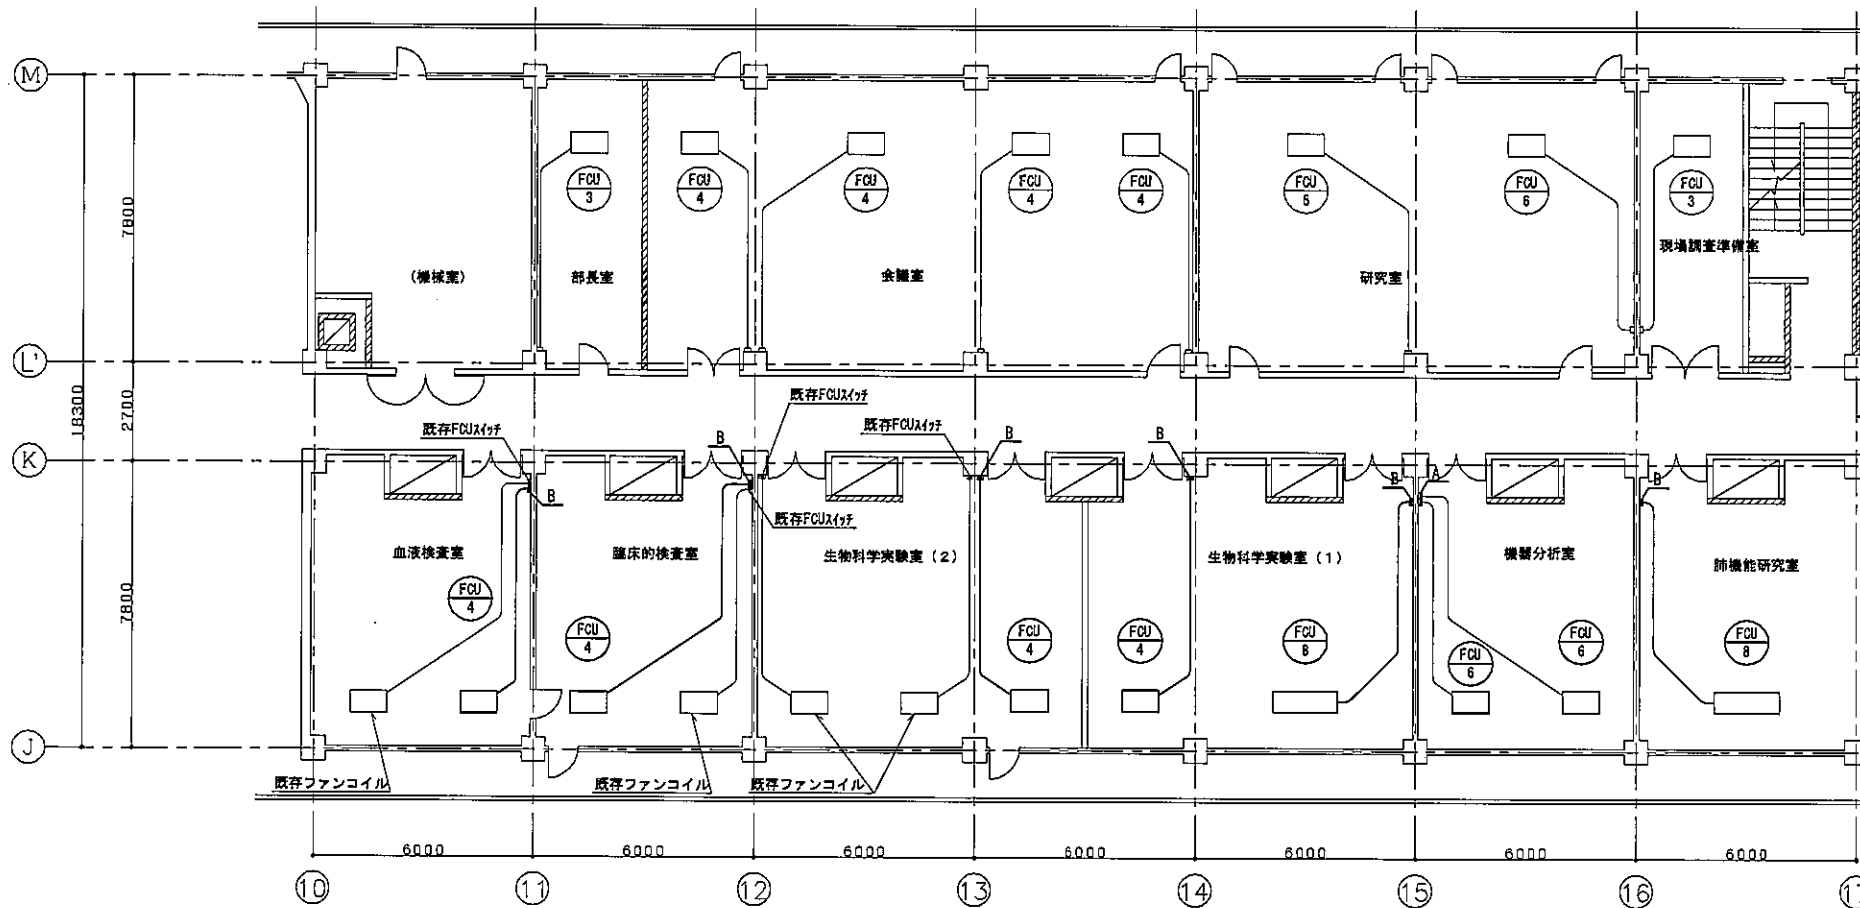 M
FCU
3
FCU
4
FCU
4
FCU
4
FCU
4
FCU
5
FCU
6
FCU
3
7800
(機械室)
部長室
会議室
研究室
現場調査準備室
L'
18300
2700
既存FCUスイッチ
B
既存FCUスイッチ
既存FCUスイッチ
B
B
K
B
既存FCUスイッチ
B
A
B
7800
血液検査室
臨床的検査室
生物科学実験室(2)
生物科学実験室(1)
機器分析室
肺機能研究室
FCU
4
FCU
4
FCU
4
FCU
4
FCU
8
FCU
6
FCU
6
FCU
8
J
既存ファンコイル
既存ファンコイル
既存ファンコイル
6000
6000
6000
6000
6000
6000
6000
10
11
12
13
14
15
16
17